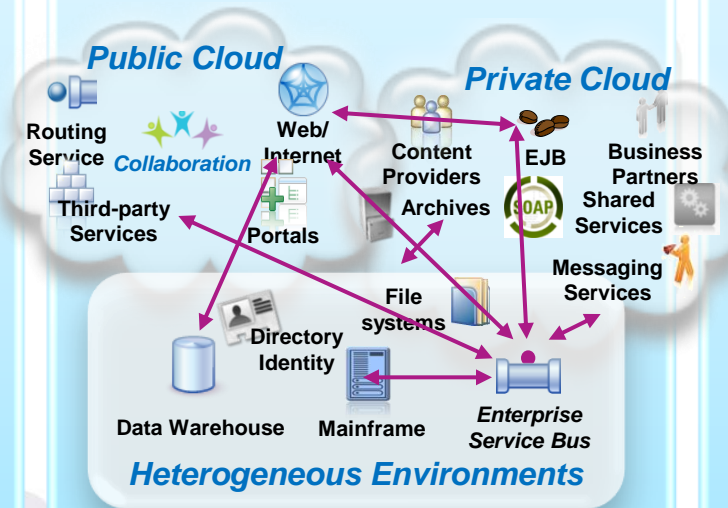 Public Cloud
Private Cloud
Routing
Service
Collaboration
Web/
Internet
Content
Providers
EJB
Business
Partners
Third-party
Services
Portals
Archives
SOAP
Shared
Services
Messaging
Services
File
systems
Directory
Identity
Data Warehouse
Mainframe
Enterprise
Service Bus
Heterogeneous Environments